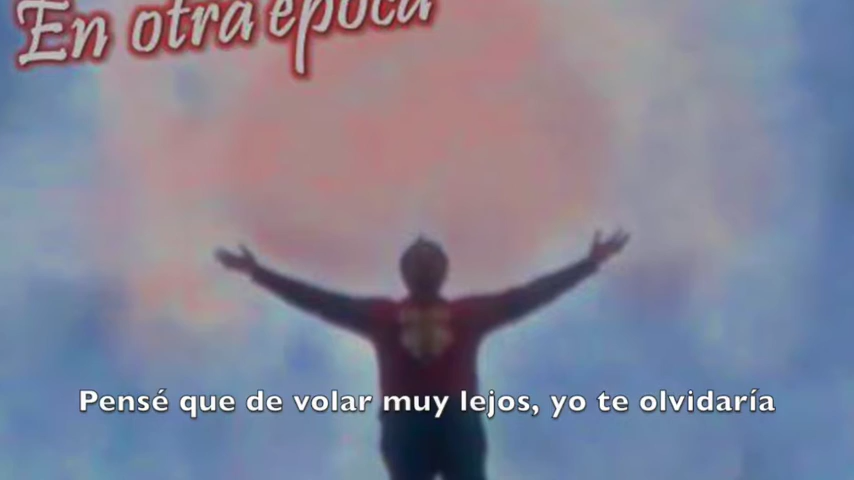 En otra época
Pensé que de volar muy lejos, yo te olvidaría